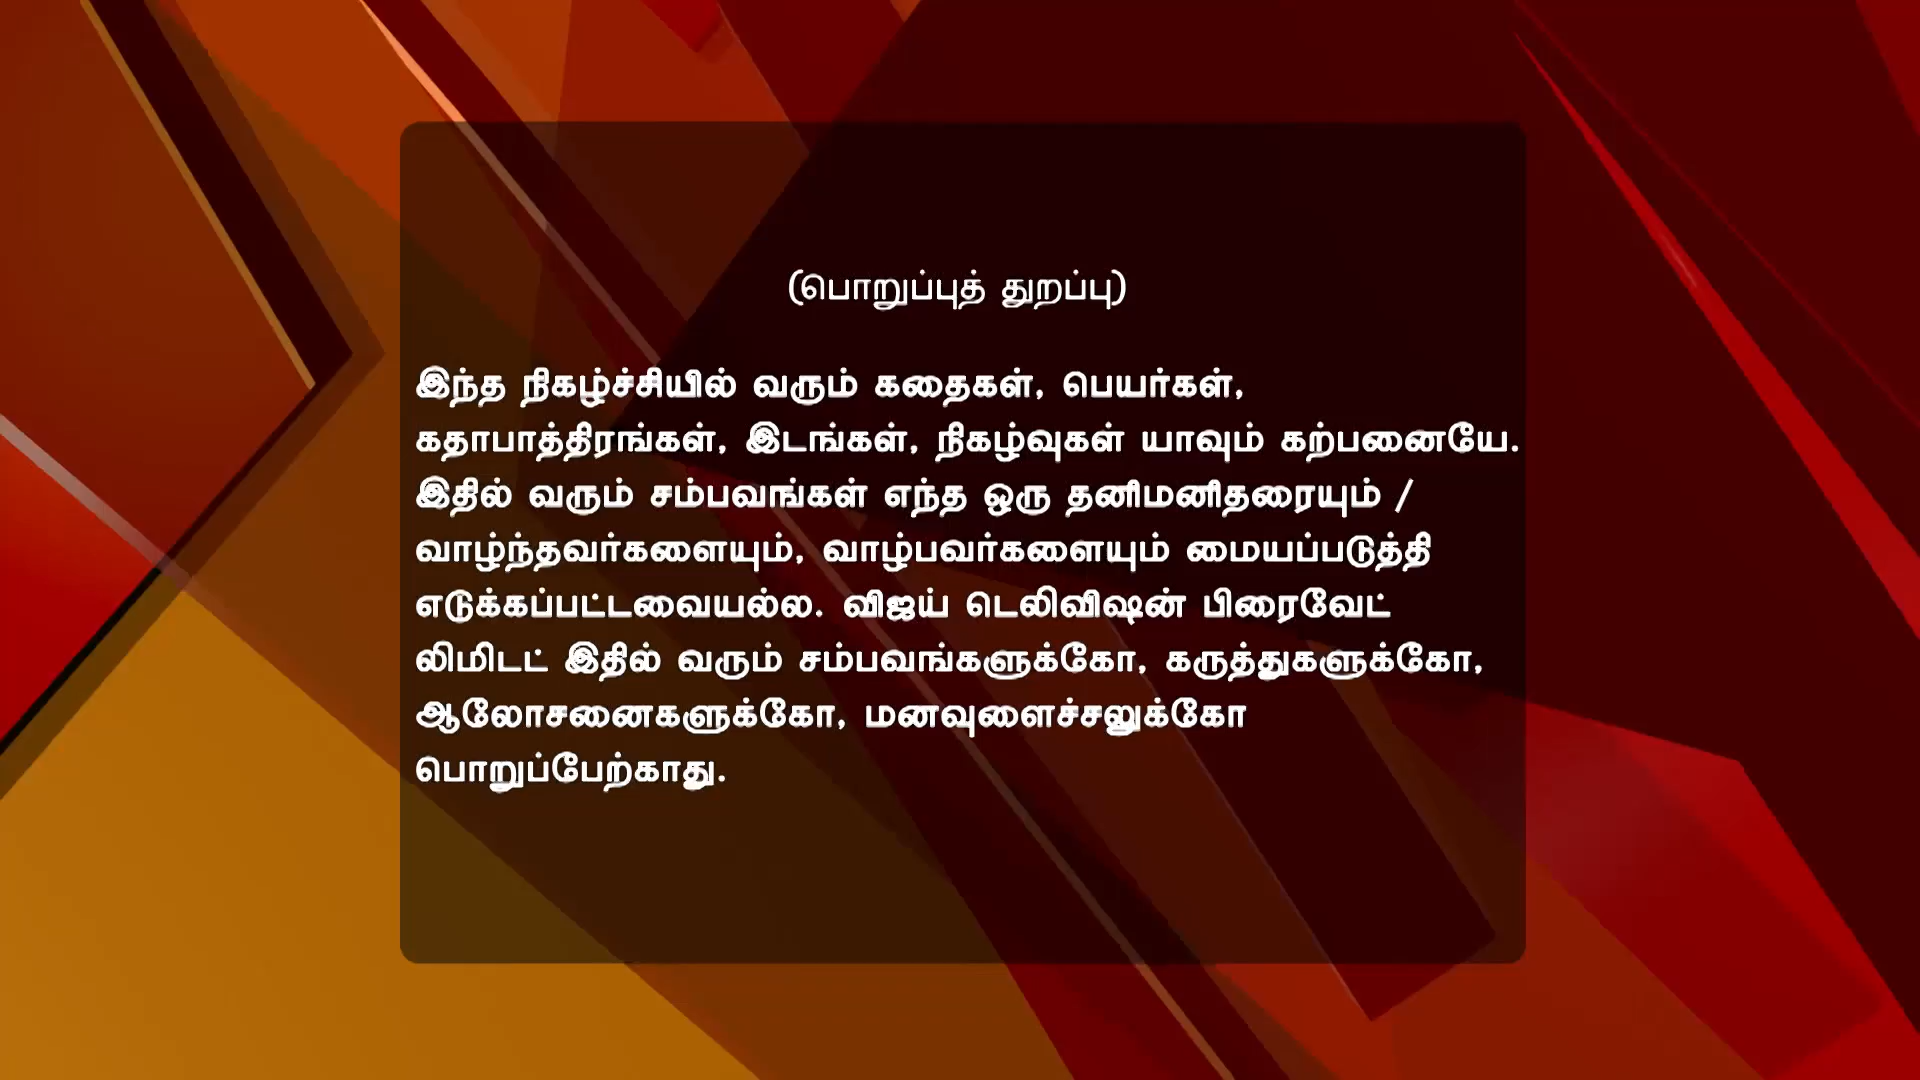 (பொறுப்புத் துறப்பு)
இந்த நிகழ்ச்சியில் வரும் கதைகள், பெயர்கள்,
கதாபாத்திரங்கள், இடங்கள், நிகழ்வுகள் யாவும் கற்பனையே.
இதில் வரும் சம்பவங்கள் எந்த ஒரு தனிமனிதரையும் /
வாழ்ந்தவர்களையும், வாழ்பவர்களையும் மையப்படுத்தி
எடுக்கப்பட்டவையல்ல. விஜய் டெலிவிஷன் பிரைவேட்
லிமிடட் இதில் வரும் சம்பவங்களுக்கோ, கருத்துகளுக்கோ,
ஆலோசனைகளுக்கோ, மனவுளைச்சலுக்கோ
பொறுப்பேற்காது.